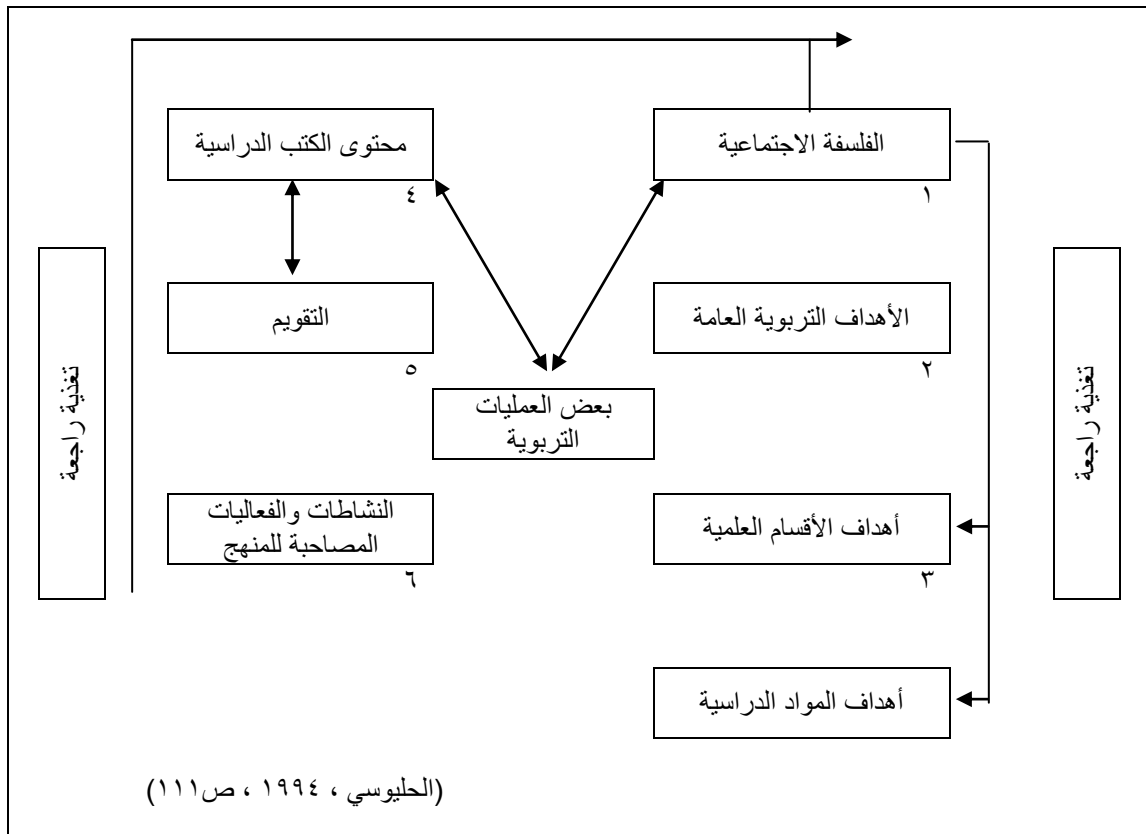 الفلسفة الاجتماعية
١
محتوى الكتب الدراسية
٤
الأهداف التربوية العامة
٢
التقويم
٥
بعض العمليات
التربوية
أهداف الأقسام العلمية
٣
النشاطات والفعاليات
المصاحبة للمنهج
٦
أهداف المواد الدراسية
تغذية راجعة
تغذية راجعة
(الحليوسي ، ١٩٩٤ ، ص١١١)